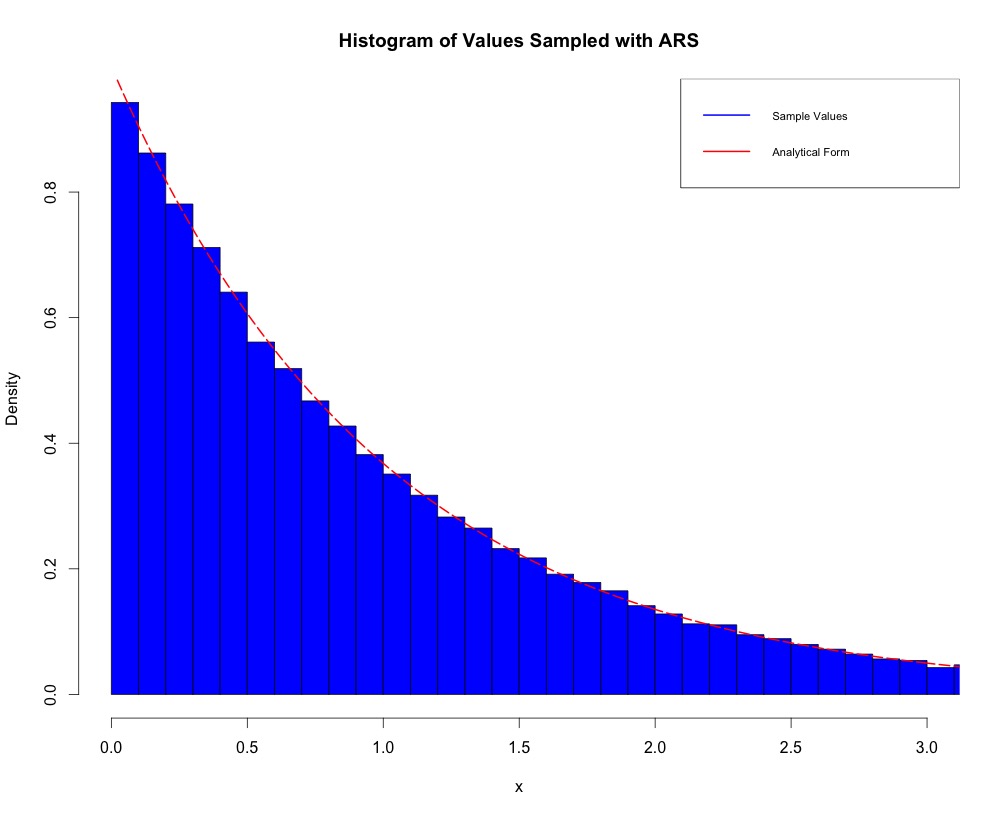 Histogram of Values Sampled with ARS
Sample Values
Analytical Form
Density
0.8
0.6
0.4
0.2
0.0
0.0 0.5 1.0 1.5 2.0 2.5 3.0
x